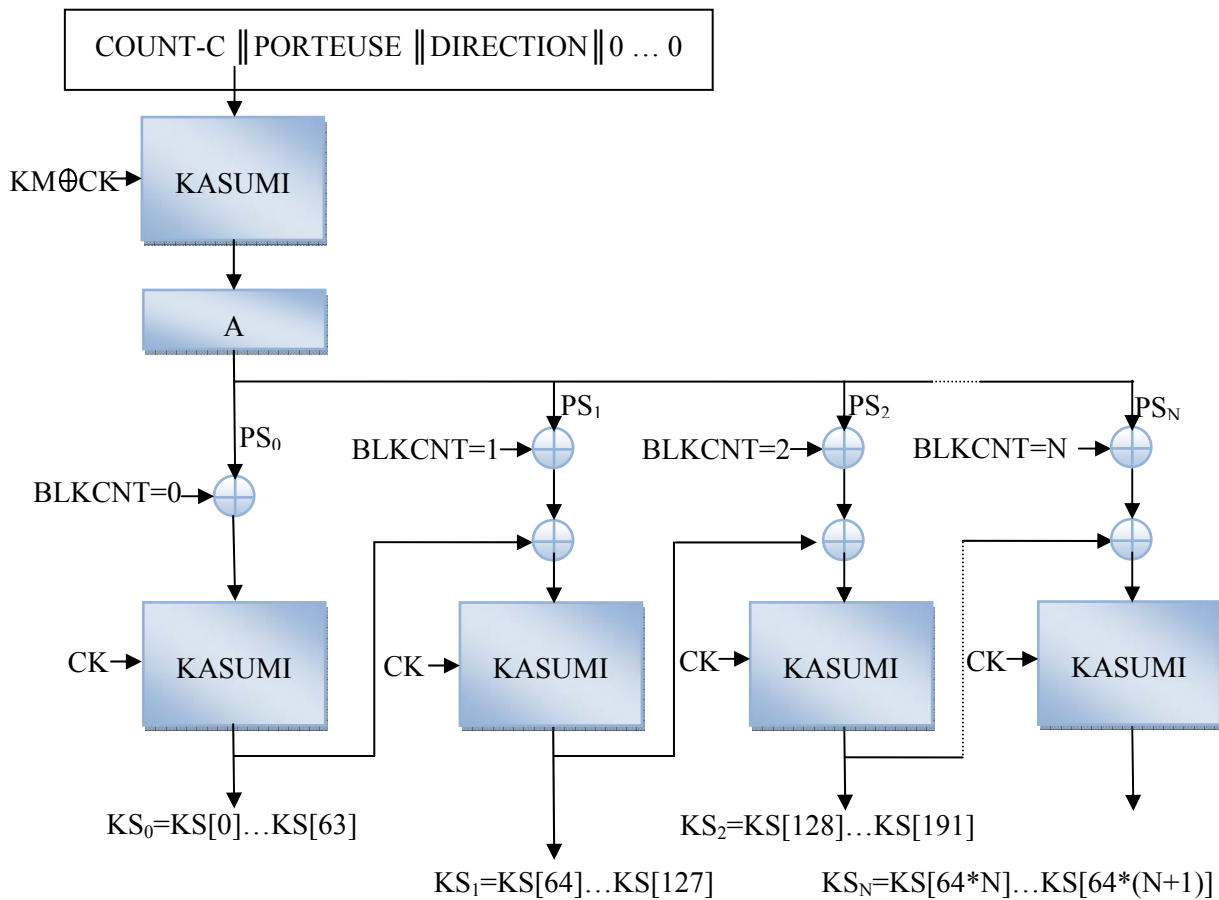 COUNT-C ‖PORTEUSE ‖DIRECTION‖0 … 0
KM⊕CK
KASUMI
A
PS₀
PS₁
PS₂
PS_N
BLKCNT=0
BLKCNT=1
BLKCNT=2
BLKCNT=N
CK
KASUMI
CK
KASUMI
CK
KASUMI
CK
KASUMI
KS₀=KS[0]…KS[63]
KS₂=KS[128]…KS[191]
KS₁=KS[64]…KS[127]
KS_N=KS[64*N]…KS[64*(N+1)]